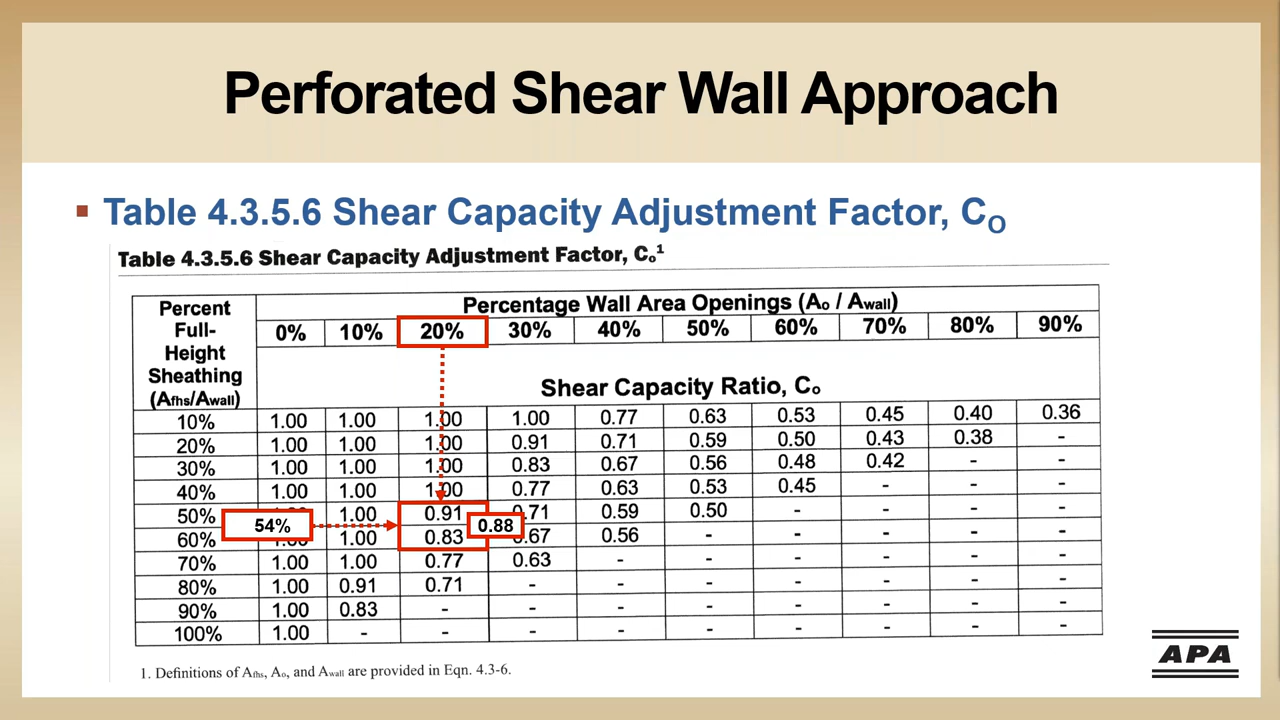 Perforated Shear Wall Approach
▪ Table 4.3.5.6 Shear Capacity Adjustment Factor, CO
Table 4.3.5.6 Shear Capacity Adjustment Factor, Co1
Percent Full-Height Sheathing (Afhs/Awall)
Percentage Wall Area Openings (Ao / Awall)
0% 10% 20% 30% 40% 50% 60% 70% 80% 90%
Shear Capacity Ratio, Co
10% 1.00 1.00 1.00 1.00 0.77 0.63 0.53 0.45 0.40 0.36
20% 1.00 1.00 1.00 0.91 0.71 0.59 0.50 0.43 0.38 -
30% 1.00 1.00 1.00 0.83 0.67 0.56 0.48 0.42 - -
40% 1.00 1.00 1.00 0.77 0.63 0.53 0.45 - - -
50% 1.00 0.91 0.59 0.50 - - - -
54% 0.88
60% 1.00 0.83 0.56 - - - - -
70% 1.00 1.00 0.77 0.63 - - - - - -
80% 1.00 0.91 0.71 - - - - - - -
90% 1.00 0.83 - - - - - - - -
100% 1.00 - - - - - - - - -
1. Definitions of Afhs, Ao, and Awall are provided in Eqn. 4.3-6.
APA